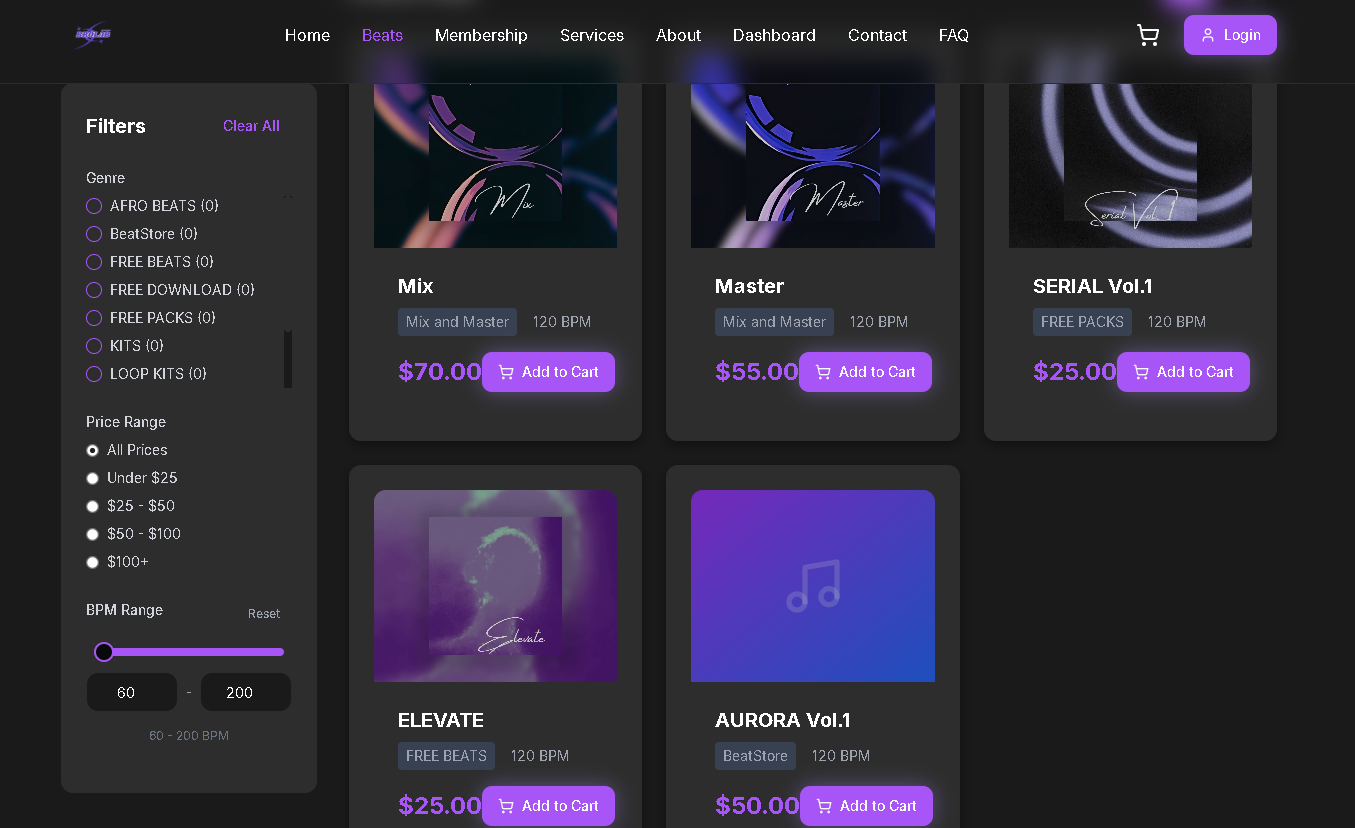 Home Beats Membership Services About Dashboard Contact FAQ
Login
Filters
Clear All
Genre
AFRO BEATS (0)
BeatStore (0)
FREE BEATS (0)
FREE DOWNLOAD (0)
FREE PACKS (0)
KITS (0)
LOOP KITS (0)
Price Range
All Prices
Under $25
$25 - $50
$50 - $100
$100+
BPM Range
Reset
60 - 200
60 - 200 BPM
Mix
Mix
Mix and Master 120 BPM
$70.00 Add to Cart
Master
Master
Mix and Master 120 BPM
$55.00 Add to Cart
Serial Vol.1
SERIAL Vol.1
FREE PACKS 120 BPM
$25.00 Add to Cart
Elevate
ELEVATE
FREE BEATS 120 BPM
$25.00 Add to Cart
AURORA Vol.1
BeatStore 120 BPM
$50.00 Add to Cart